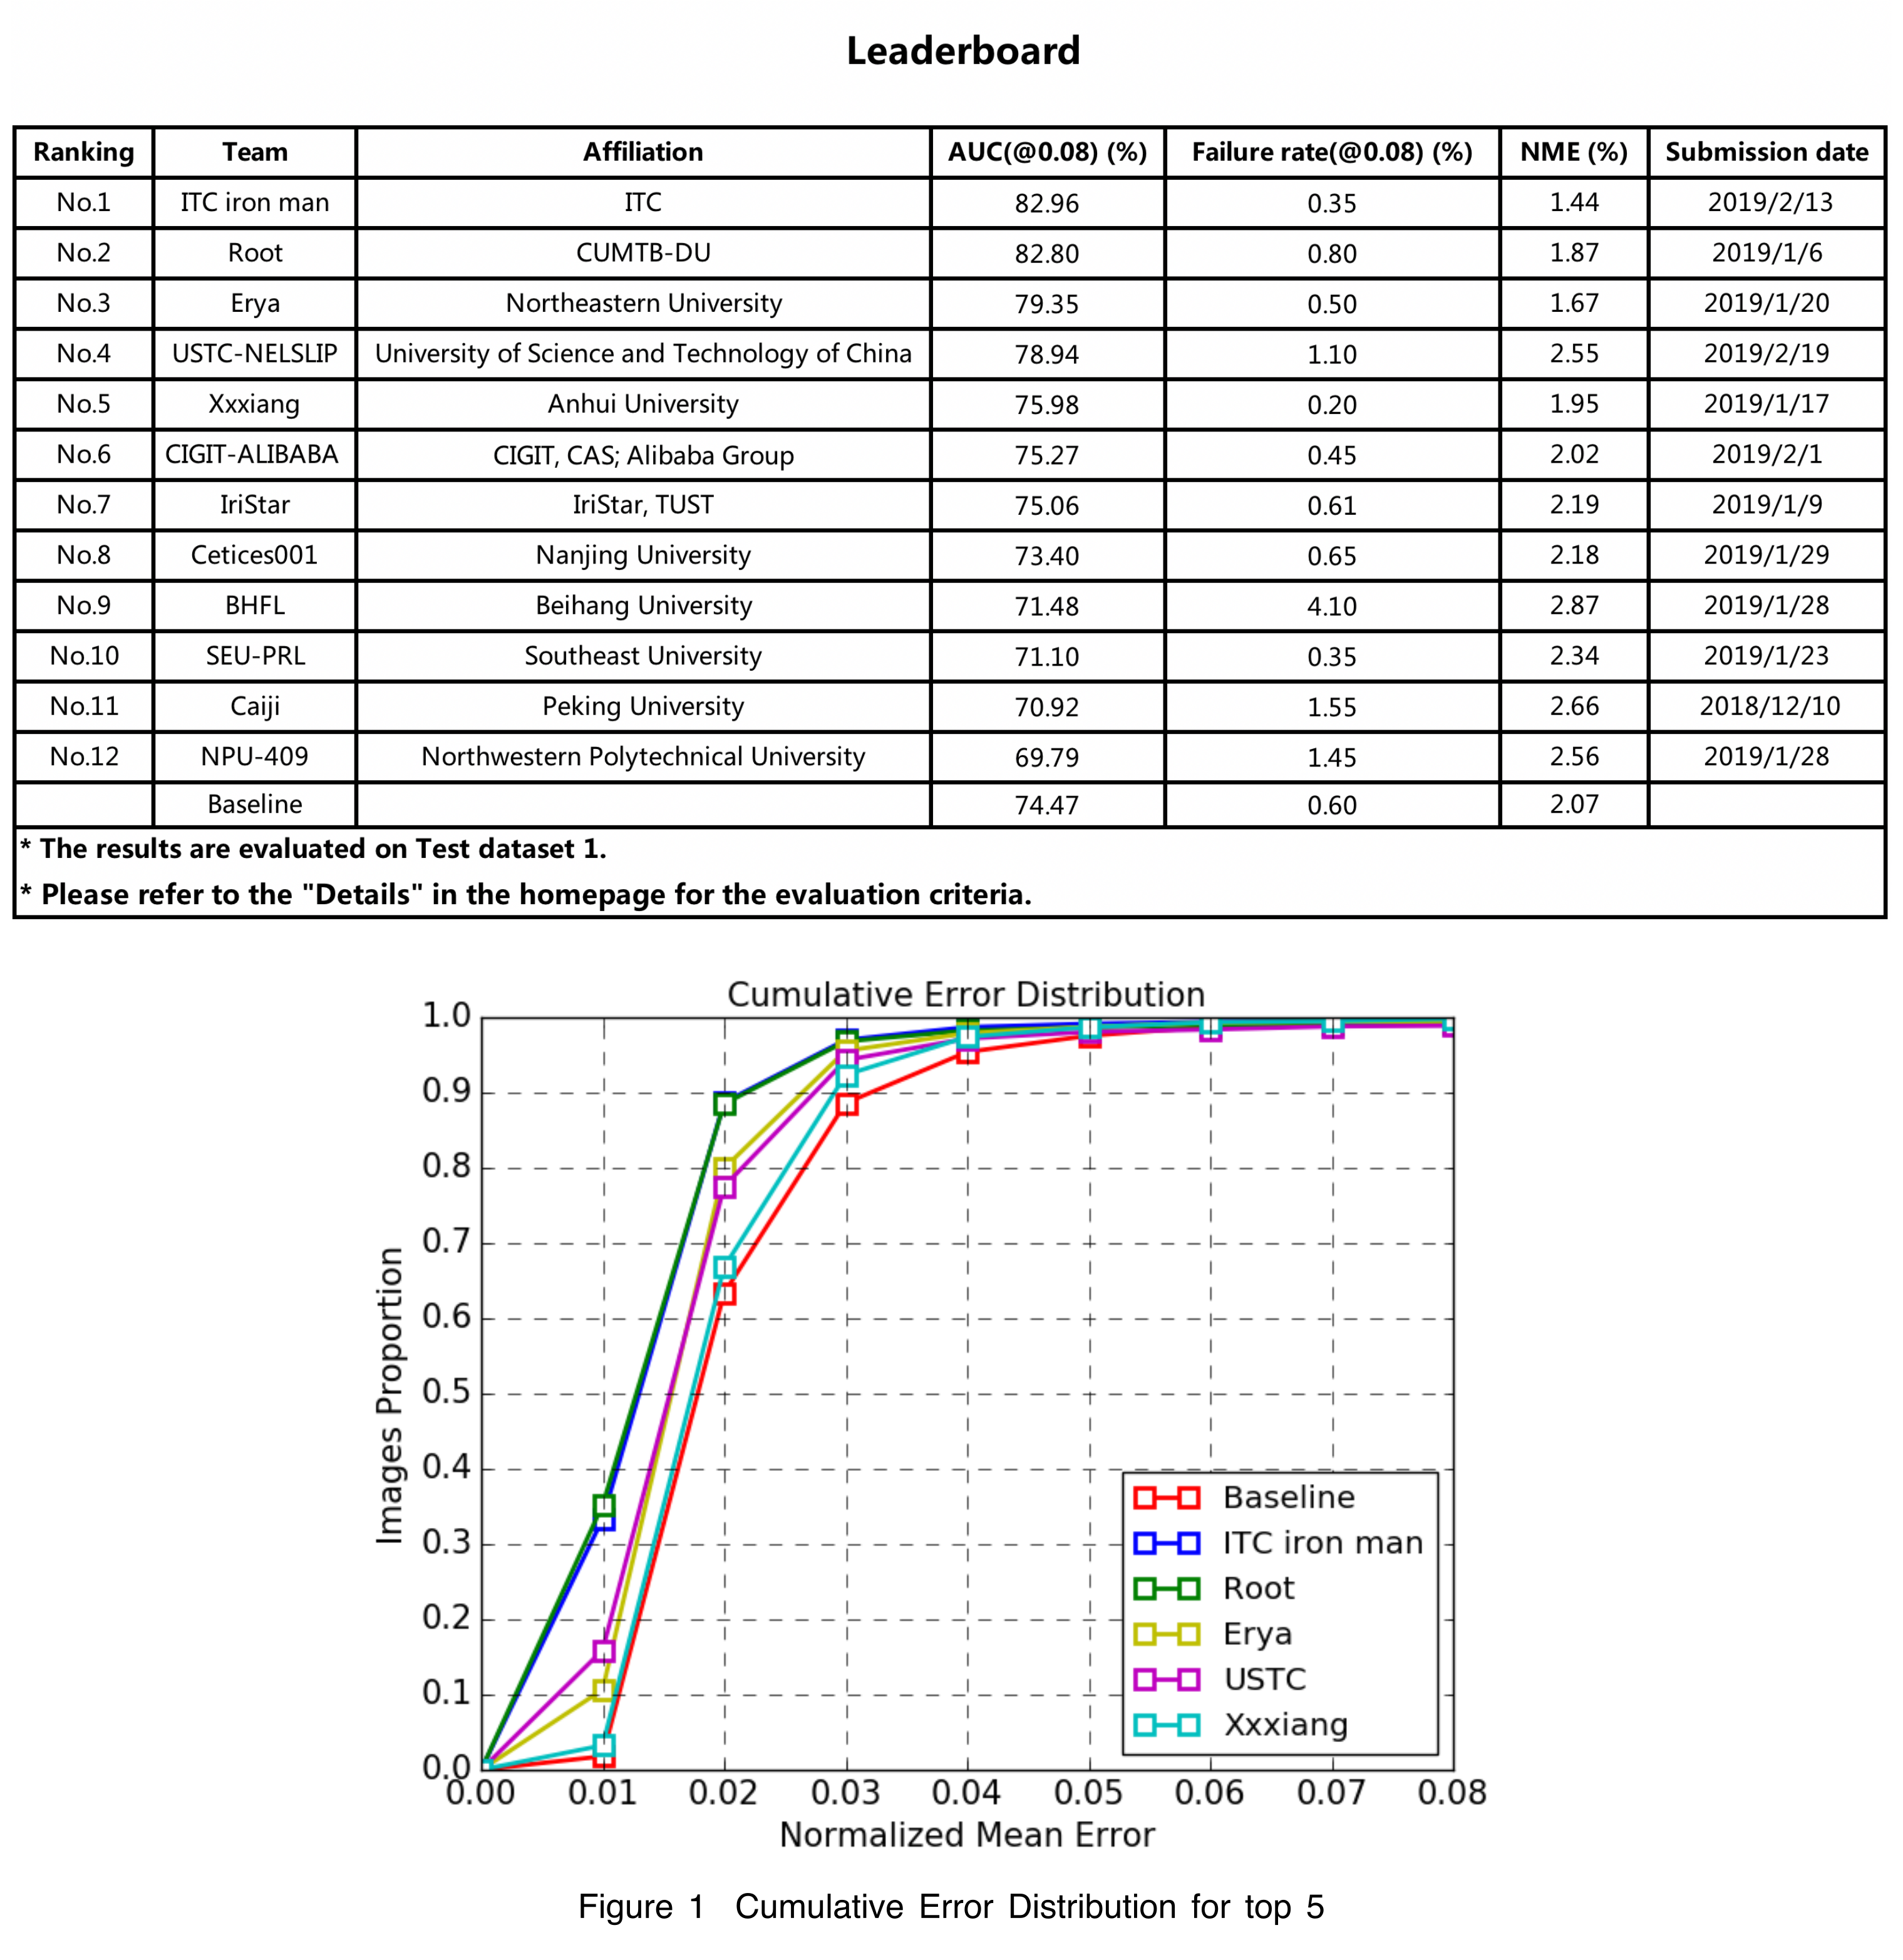 Leaderboard
Ranking Team Affiliation AUC(@0.08) (%) Failure rate(@0.08) (%) NME (%) Submission date
No.1 ITC iron man ITC 82.96 0.35 1.44 2019/2/13
No.2 Root CUMTB-DU 82.80 0.80 1.87 2019/1/6
No.3 Erya Northeastern University 79.35 0.50 1.67 2019/1/20
No.4 USTC-NELSLIP University of Science and Technology of China 78.94 1.10 2.55 2019/2/19
No.5 Xxxiang Anhui University 75.98 0.20 1.95 2019/1/17
No.6 CIGIT-ALIBABA CIGIT, CAS; Alibaba Group 75.27 0.45 2.02 2019/2/1
No.7 IriStar IriStar, TUST 75.06 0.61 2.19 2019/1/9
No.8 Cetices001 Nanjing University 73.40 0.65 2.18 2019/1/29
No.9 BHFL Beihang University 71.48 4.10 2.87 2019/1/28
No.10 SEU-PRL Southeast University 71.10 0.35 2.34 2019/1/23
No.11 Caiji Peking University 70.92 1.55 2.66 2018/12/10
No.12 NPU-409 Northwestern Polytechnical University 69.79 1.45 2.56 2019/1/28
Baseline 74.47 0.60 2.07
* The results are evaluated on Test dataset 1.
* Please refer to the "Details" in the homepage for the evaluation criteria.
Cumulative Error Distribution
1.0
0.9
0.8
0.7
0.6
0.5
0.4
0.3
0.2
0.1
0.0
Images Proportion
Baseline
ITC iron man
Root
Erya
USTC
Xxxiang
0.00 0.01 0.02 0.03 0.04 0.05 0.06 0.07 0.08
Normalized Mean Error
Figure 1 Cumulative Error Distribution for top 5